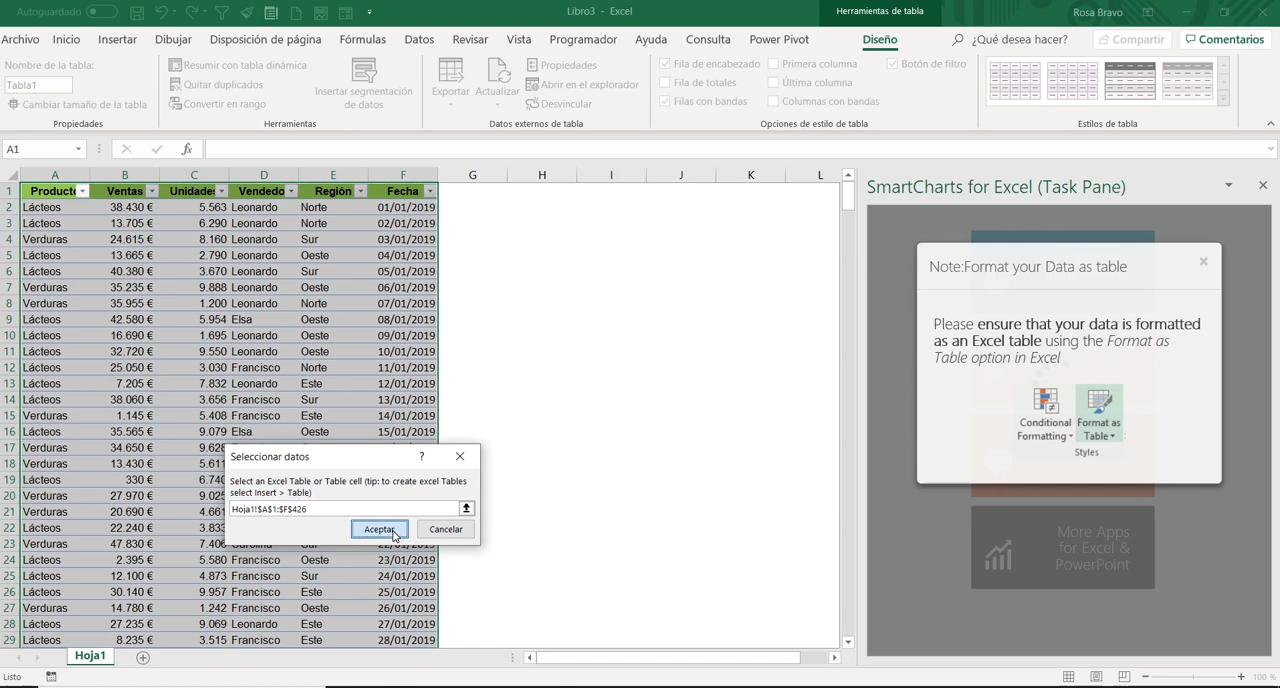 Autoguardado
Libro3 - Excel
Herramientas de tabla
Rosa Bravo
Archivo Inicio Insertar Dibujar Disposición de página Fórmulas Datos Revisar Vista Programador Ayuda Consulta Power Pivot Diseño ¿Qué desea hacer? Compartir Comentarios
Nombre de la tabla:
Tabla1
Cambiar tamaño de la tabla
Propiedades
Resumir con tabla dinámica
Quitar duplicados
Convertir en rango
Insertar segmentación
de datos
Herramientas
Exportar Actualizar
Propiedades
Abrir en el explorador
Desvincular
Datos externos de tabla
Fila de encabezado Primera columna Botón de filtro
Fila de totales Última columna
Filas con bandas Columnas con bandas
Opciones de estilo de tabla
Estilos de tabla
A1 fx
A B C D E F G H I J K L
1 Producto Ventas Unidades Vendedo Región Fecha
2 Lácteos 38.430 € 5.563 Leonardo Norte 01/01/2019
3 Lácteos 13.705 € 6.290 Leonardo Norte 02/01/2019
4 Verduras 24.615 € 8.160 Leonardo Sur 03/01/2019
5 Lácteos 13.665 € 2.790 Leonardo Oeste 04/01/2019
6 Lácteos 40.380 € 3.670 Leonardo Sur 05/01/2019
7 Verduras 35.235 € 9.888 Leonardo Oeste 06/01/2019
8 Verduras 35.955 € 1.200 Leonardo Norte 07/01/2019
9 Lácteos 42.580 € 5.954 Elsa Oeste 08/01/2019
10 Lácteos 16.690 € 1.695 Leonardo Oeste 09/01/2019
11 Lácteos 32.720 € 9.550 Leonardo Oeste 10/01/2019
12 Lácteos 25.050 € 3.030 Francisco Norte 11/01/2019
13 Lácteos 7.205 € 7.832 Leonardo Este 12/01/2019
14 Lácteos 38.060 € 3.656 Francisco Sur 13/01/2019
15 Verduras 1.145 € 5.408 Francisco Este 14/01/2019
16 Lácteos 35.565 € 9.079 Elsa Oeste 15/01/2019
17 Verduras 34.650 € 9.628
18 Verduras 13.430 € 5.611
19 Lácteos 330 € 6.740
20 Verduras 27.970 € 9.025
21 Verduras 20.690 € 4.661
22 Lácteos 22.240 € 3.833
23 Verduras 47.830 € 7.406 Carolina Sur 22/01/2019
24 Lácteos 2.395 € 5.580 Francisco Oeste 23/01/2019
25 Lácteos 12.100 € 4.873 Francisco Sur 24/01/2019
26 Lácteos 30.140 € 9.957 Francisco Este 25/01/2019
27 Verduras 14.780 € 1.242 Francisco Oeste 26/01/2019
28 Lácteos 27.235 € 9.069 Leonardo Este 27/01/2019
29 Lácteos 8.235 € 3.515 Francisco Este 28/01/2019
Seleccionar datos ?
Select an Excel Table or Table cell (tip: to create excel Tables
select Insert > Table)
Hoja1!$A$1:$F$426
Aceptar Cancelar
SmartCharts for Excel (Task Pane)
Note:Format your Data as table
Please ensure that your data is formatted
as an Excel table using the Format as
Table option in Excel
Conditional
Formatting
Format as
Table
Styles
More Apps
for Excel &
PowerPoint
Hoja1
Listo
100 %